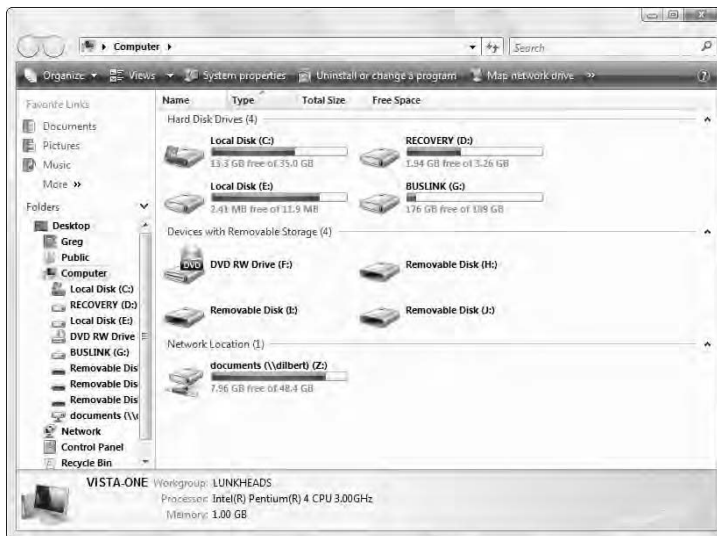 Computer
Search
Organize Views System properties Uninstall or change a program Map network drive »
Name Type Total Size Free Space
Favorite Links
Documents
Pictures
Music
More »
Folders
Desktop
Greg
Public
Computer
Local Disk (C:)
RECOVERY (D:)
Local Disk (E:)
DVD RW Drive
BUSLINK (G:)
Removable Dis
Removable Dis
Removable Dis
documents (\\
Network
Control Panel
Recycle Bin
Hard Disk Drives (4)
Local Disk (C:)
13.3 GB free of 35.0 GB
RECOVERY (D:)
1.94 GB free of 3.26 GB
Local Disk (E:)
2.41 MB free of 11.9 MB
BUSLINK (G:)
176 GB free of 189 GB
Devices with Removable Storage (4)
DVD
DVD RW Drive (F:)
Removable Disk (H:)
Removable Disk (I:)
Removable Disk (J:)
Network Location (1)
documents (\\dilbert) (Z:)
7.96 GB free of 48.4 GB
VISTA-ONE Workgroup: LUNKHEADS
Processor: Intel(R) Pentium(R) 4 CPU 3.00GHz
Memory: 1.00 GB